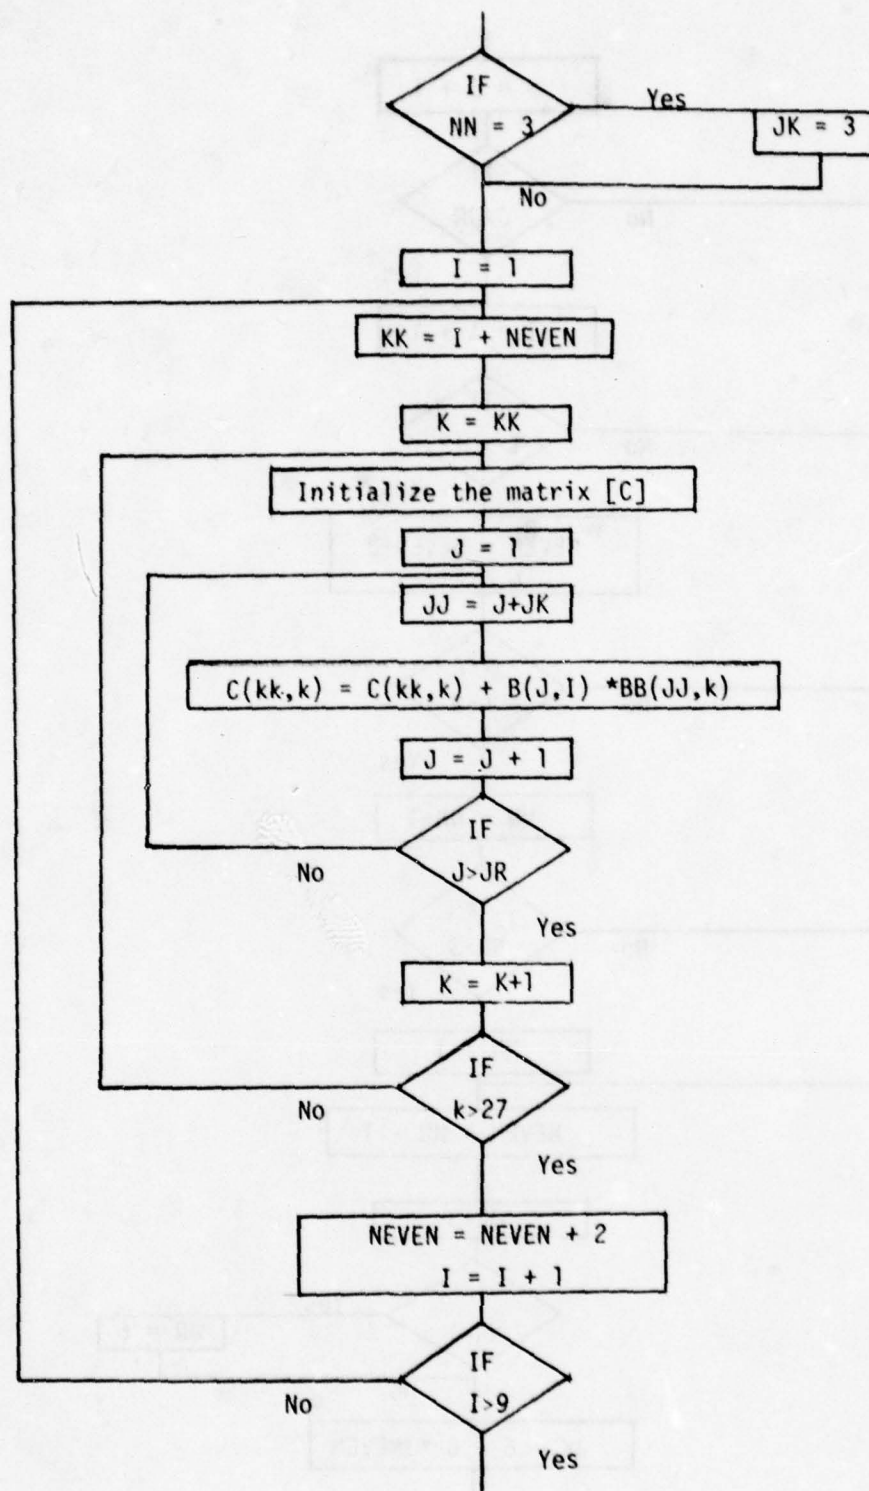 IF
NN = 3
Yes
JK = 3
No
I = 1
KK = I + NEVEN
K = KK
Initialize the matrix [C]
J = 1
JJ = J+JK
C(kk,k) = C(kk,k) + B(J,I) *BB(JJ,k)
J = J + 1
IF
J>JR
No
Yes
K = K+1
IF
k>27
No
Yes
NEVEN = NEVEN + 2
I = I + 1
IF
I>9
No
Yes